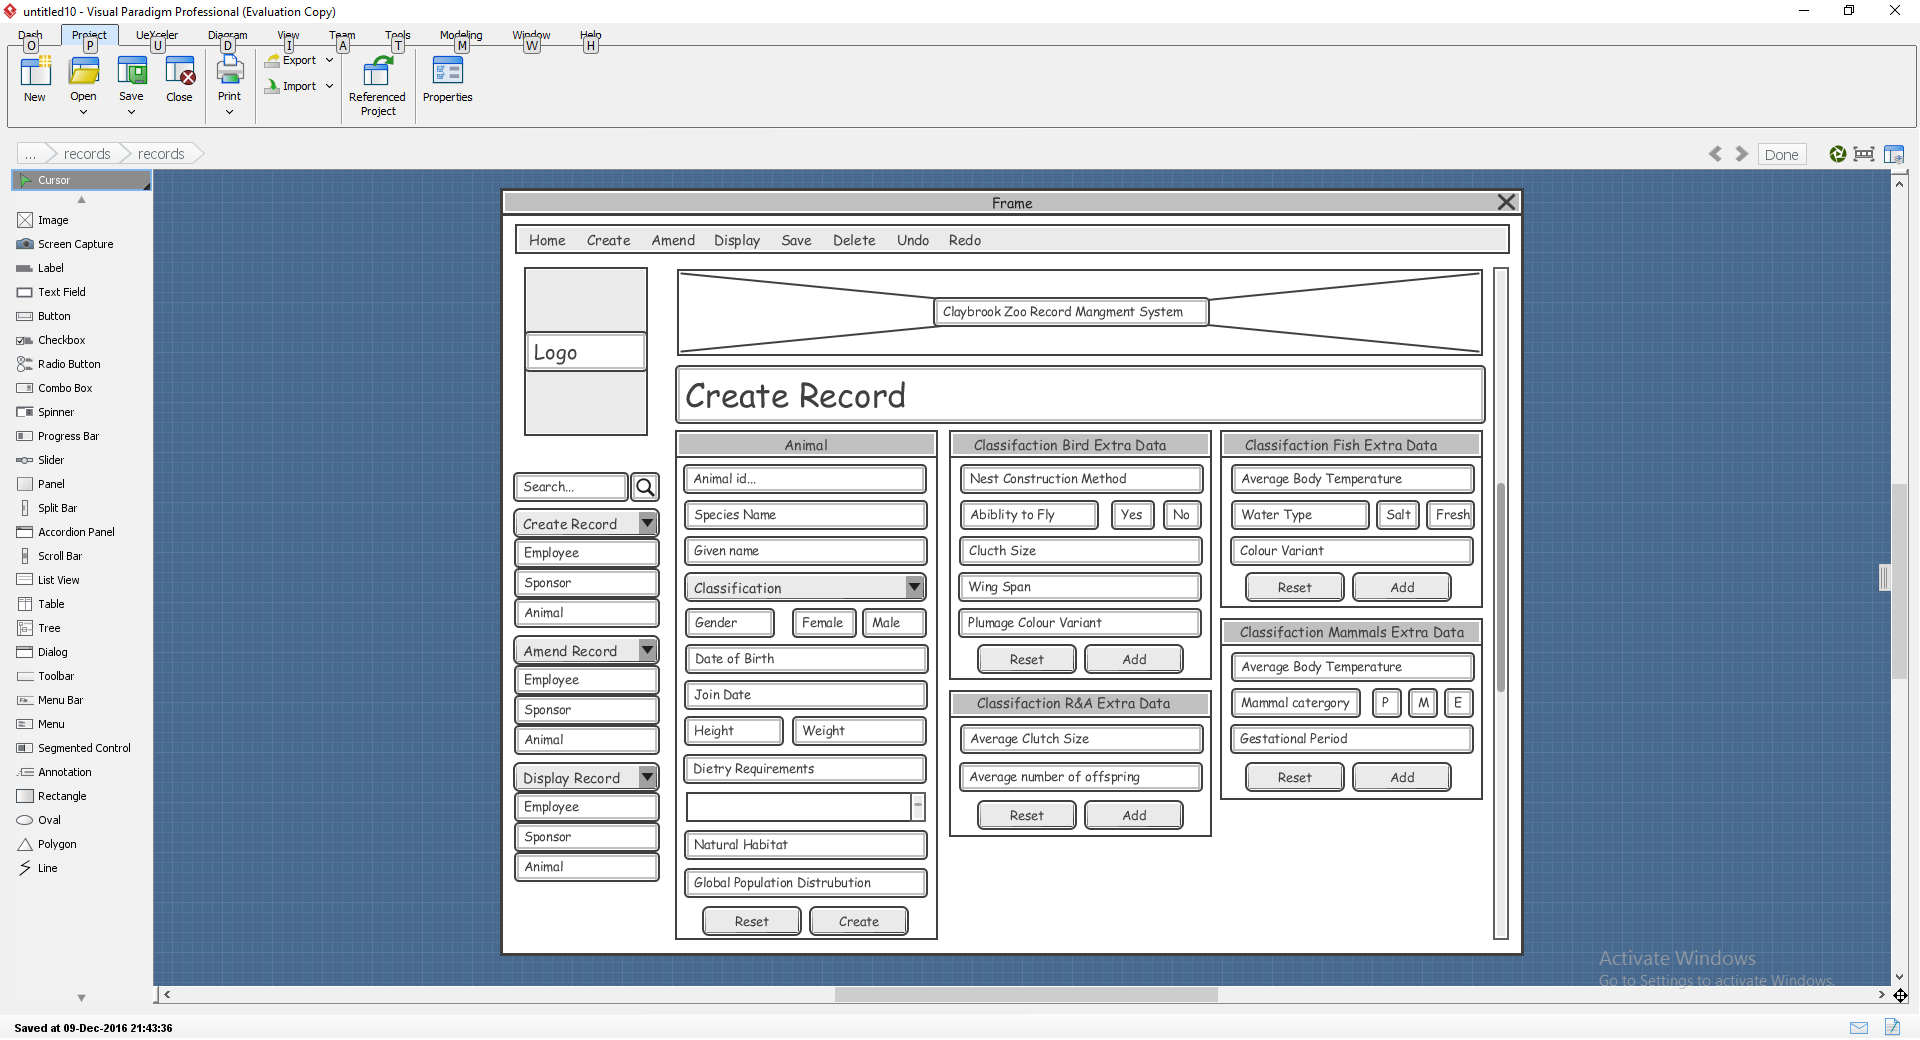 untitled10 - Visual Paradigm Professional (Evaluation Copy)
Dash Project UeXceler Diagram View Team Tools Modeling Window Help
O P U D I A T M W H
New Open Save Close Print Export Import Referenced Project Properties
... records records Done
Cursor
Image
Screen Capture
Label
Text Field
Button
Checkbox
Radio Button
Combo Box
Spinner
Progress Bar
Slider
Panel
Split Bar
Accordion Panel
Scroll Bar
List View
Table
Tree
Dialog
Toolbar
Menu Bar
Menu
Segmented Control
Annotation
Rectangle
Oval
Polygon
Line
Frame
Home Create Amend Display Save Delete Undo Redo
Logo
Claybrook Zoo Record Mangment System
Create Record
Search...
Create Record
Employee
Sponsor
Animal
Amend Record
Employee
Sponsor
Animal
Display Record
Employee
Sponsor
Animal
Animal
Animal id...
Species Name
Given name
Classification
Gender Female Male
Date of Birth
Join Date
Height Weight
Dietry Requirements
Natural Habitat
Global Population Distrubution
Reset Create
Classifaction Bird Extra Data
Nest Construction Method
Abiblity to Fly Yes No
Clucth Size
Wing Span
Plumage Colour Variant
Reset Add
Classifaction R&A Extra Data
Average Clutch Size
Average number of offspring
Reset Add
Classifaction Fish Extra Data
Average Body Temperature
Water Type Salt Fresh
Colour Variant
Reset Add
Classifaction Mammals Extra Data
Average Body Temperature
Mammal catergory P M E
Gestational Period
Reset Add
Activate Windows
Go to Settings to activate Windows.
Saved at 09-Dec-2016 21:43:36